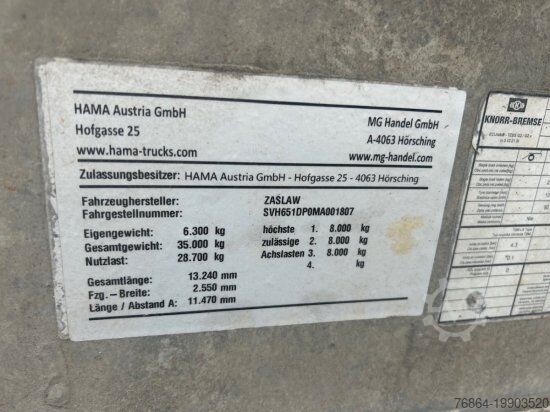 HAMA Austria GmbH
Hofgasse 25
www.hama-trucks.com
MG Handel GmbH
A-4063 Hörsching
www.mg-handel.com
Zulassungsbesitzer: HAMA Austria GmbH - Hofgasse 25 - 4063 Hörsching
Fahrzeughersteller: ZASŁAW
Fahrgestellnummer: SVH651DP0MA001807
Eigengewicht: 6.300 kg höchste 1. 8.000 kg
Gesamtgewicht: 35.000 kg zulässige 2. 8.000 kg
Nutzlast: 28.700 kg Achslasten 3. 8.000 kg
4. kg
Gesamtlänge: 13.240 mm
Fzg.- Breite: 2.550 mm
Länge / Abstand A: 11.470 mm
KNORR-BREMSE
76864-19903520